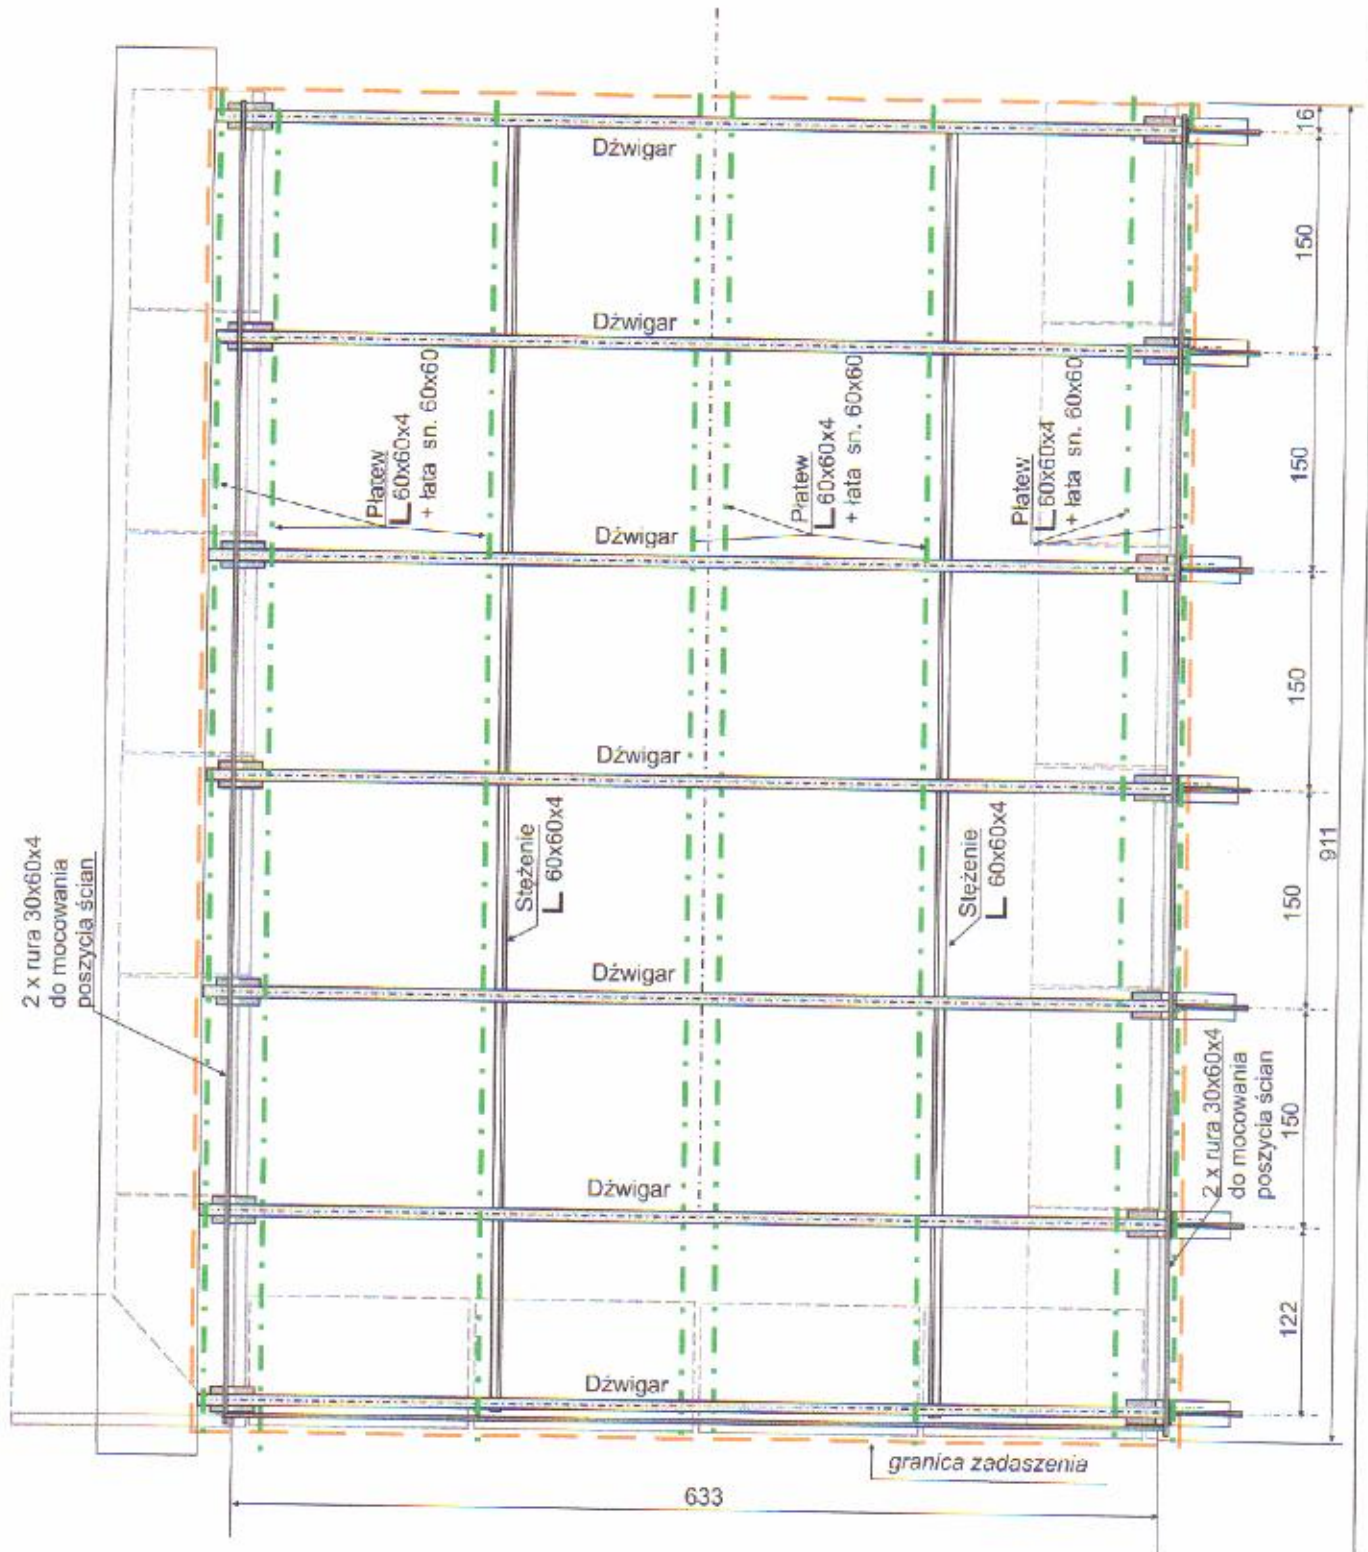 Dźwigar
16
150
Dźwigar
Płatew
L 60x60x4
+ łata sn. 60x60
Płatew
L 60x60x4
+ łata sn. 60x60
Płatew
L 60x60x4
+ łata sn. 60x60
150
Dźwigar
150
Dźwigar
2 x rura 30x60x4
do mocowania
poszycia ścian
Stężenie
L 60x60x4
Stężenie
L 60x60x4
150
911
Dźwigar
2 x rura 30x60x4
do mocowania
poszycia ścian
150
Dźwigar
122
Dźwigar
granica zadaszenia
633